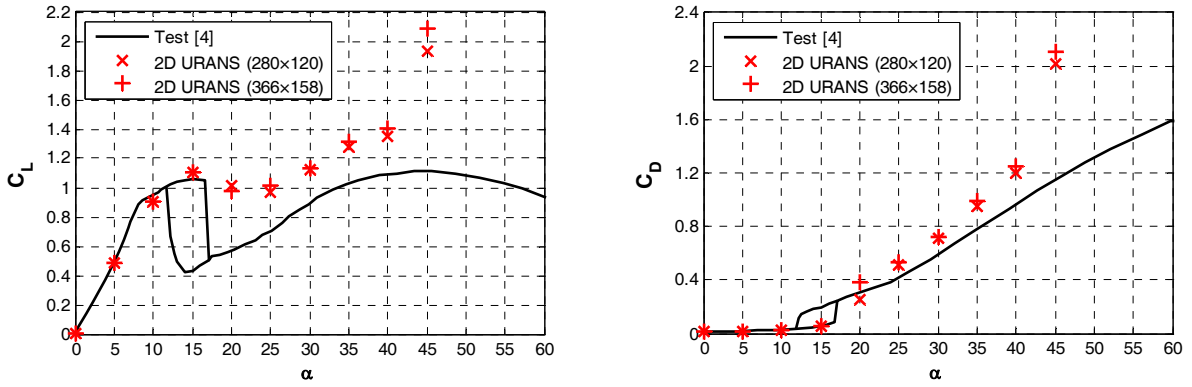 2.2
2
1.8
1.6
1.4
1.2
1
0.8
0.6
0.4
0.2
0
C_L
Test [4]
2D URANS (280×120)
2D URANS (366×158)
0 5 10 15 20 25 30 35 40 45 50 55 60
α
2.4
2
1.6
1.2
0.8
0.4
0
C_D
Test [4]
2D URANS (280×120)
2D URANS (366×158)
0 5 10 15 20 25 30 35 40 45 50 55 60
α